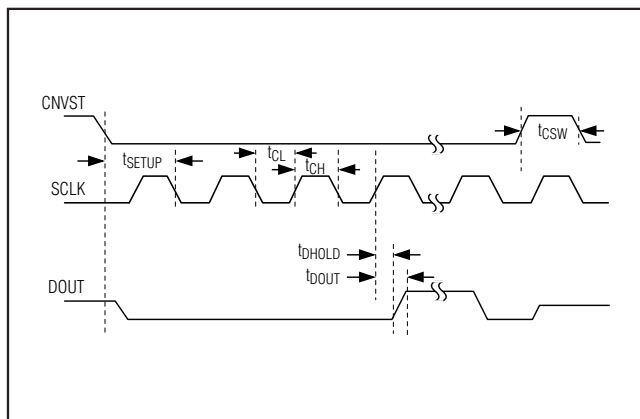 CNVST
tCSW
tSETUP
tCL
tCH
SCLK
tDHOLD
tDOUT
DOUT